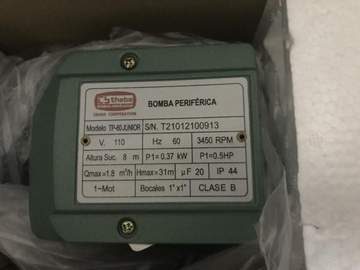 thebe
BOMBA PERIFÉRICA
Modelo TP-60JUNIOR S/N. T21012100913
V. 110 Hz 60 3450 RPM
Altura Suc. 8 m P1= 0.37 kW P1=0.5HP
Qmax=1.8 m³/h Hmax=31m µF 20 IP 44
1~Mot Bocales 1"x1" CLASE B